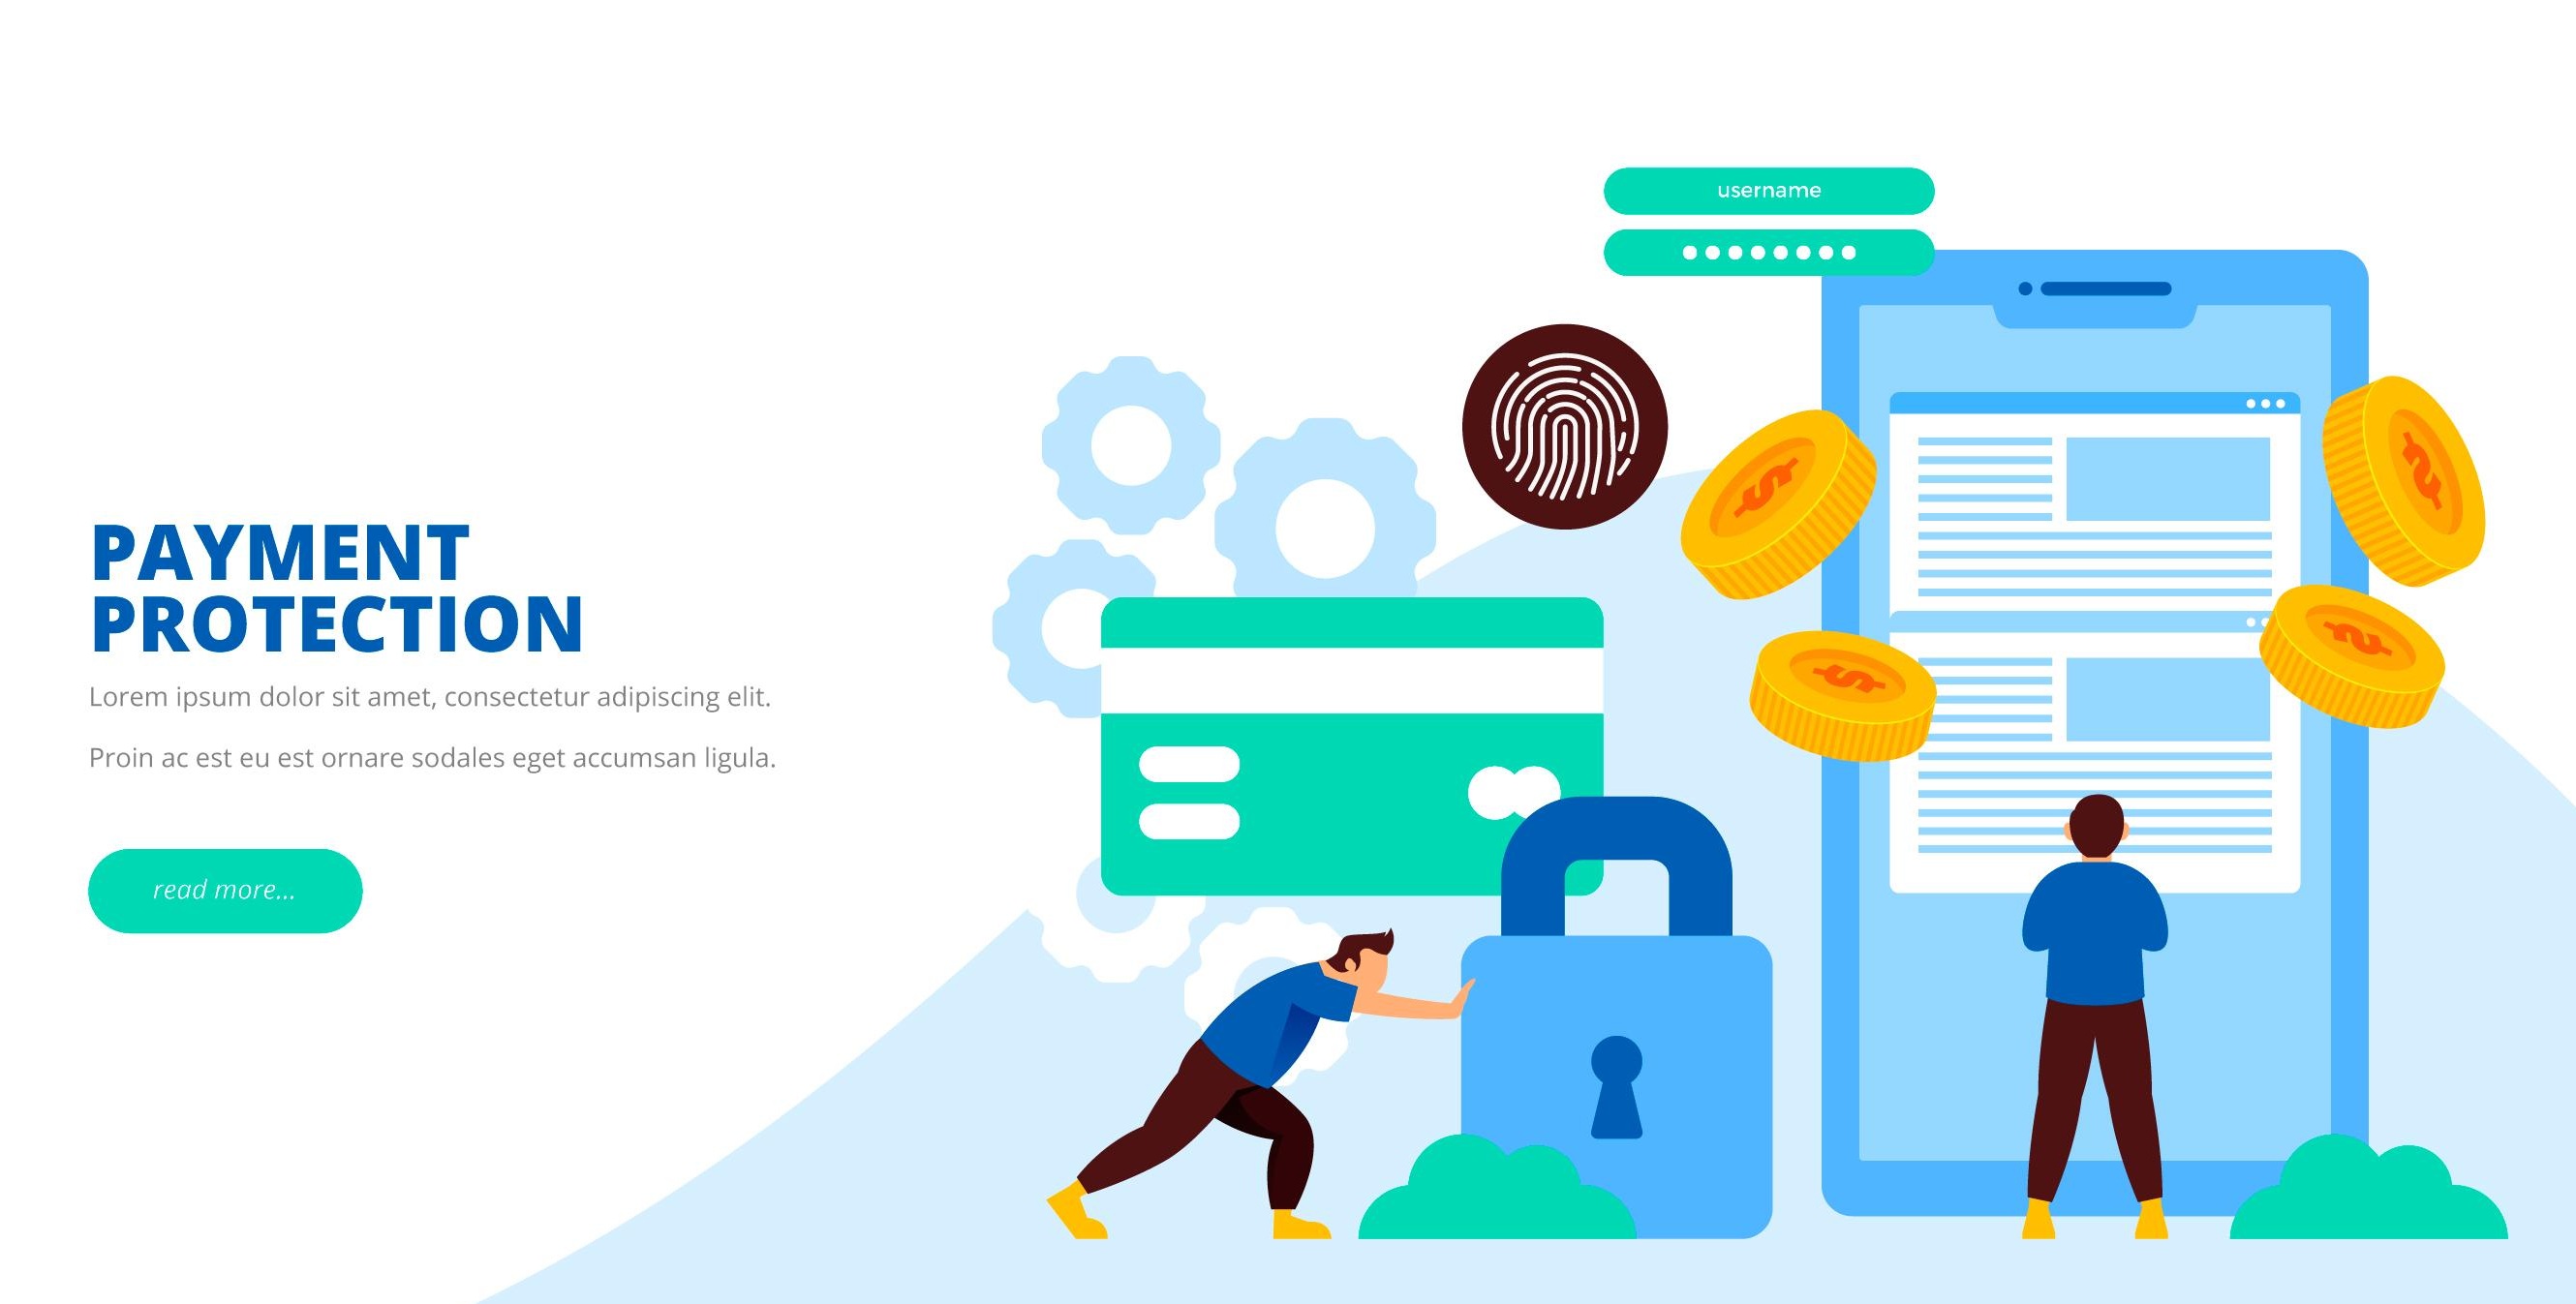 PAYMENT
PROTECTION
Lorem ipsum dolor sit amet, consectetur adipiscing elit.
Proin ac est eu est ornare sodales eget accumsan ligula.
read more...
username
$
$
$
$